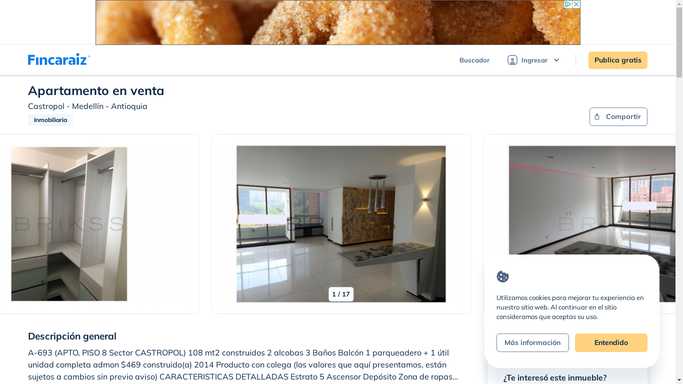 Fincaraiz
Buscador
Ingresar
Publica gratis
Apartamento en venta
Castropol - Medellín - Antioquia
Inmobiliaria
Compartir
BRIKSS
BRIKSS
1 / 17
Descripción general
A-693 (APTO, PISO 8 Sector CASTROPOL) 108 mt2 construidos 2 alcobas 3 Baños Balcón 1 parqueadero + 1 útil
unidad completa admon $469 construido(a) 2014 Producto con colega (las valores que aquí presentamos, están
sujetos a cambios sin previo aviso) CARACTERISTICAS DETALLADAS Estrato 5 Ascensor Depósito Zona de ropas...
Utilizamos cookies para mejorar tu experiencia en
nuestro sitio web. Al continuar en el sitio
consideramos que aceptas su uso.
Más información
Entendido
¿Te interesó este inmueble?